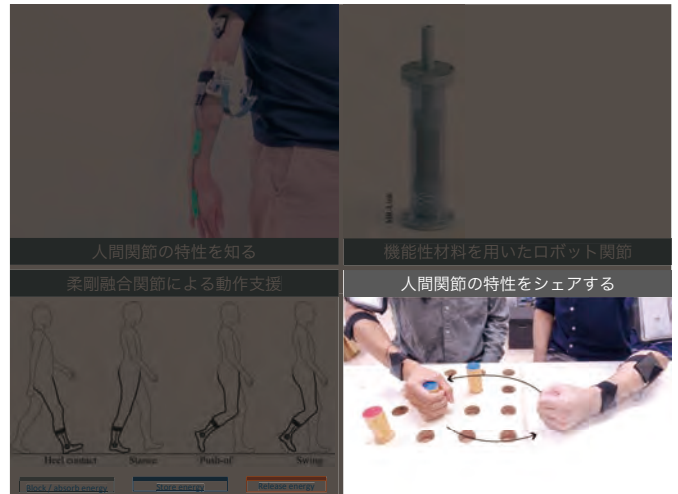 人間関節の特性を知る
機能性材料を用いたロボット関節
柔剛融合関節による動作支援
人間関節の特性をシェアする
Heel contact
Stance
Push-of
Swing
Block / absorb energy
Store energy
Release energy